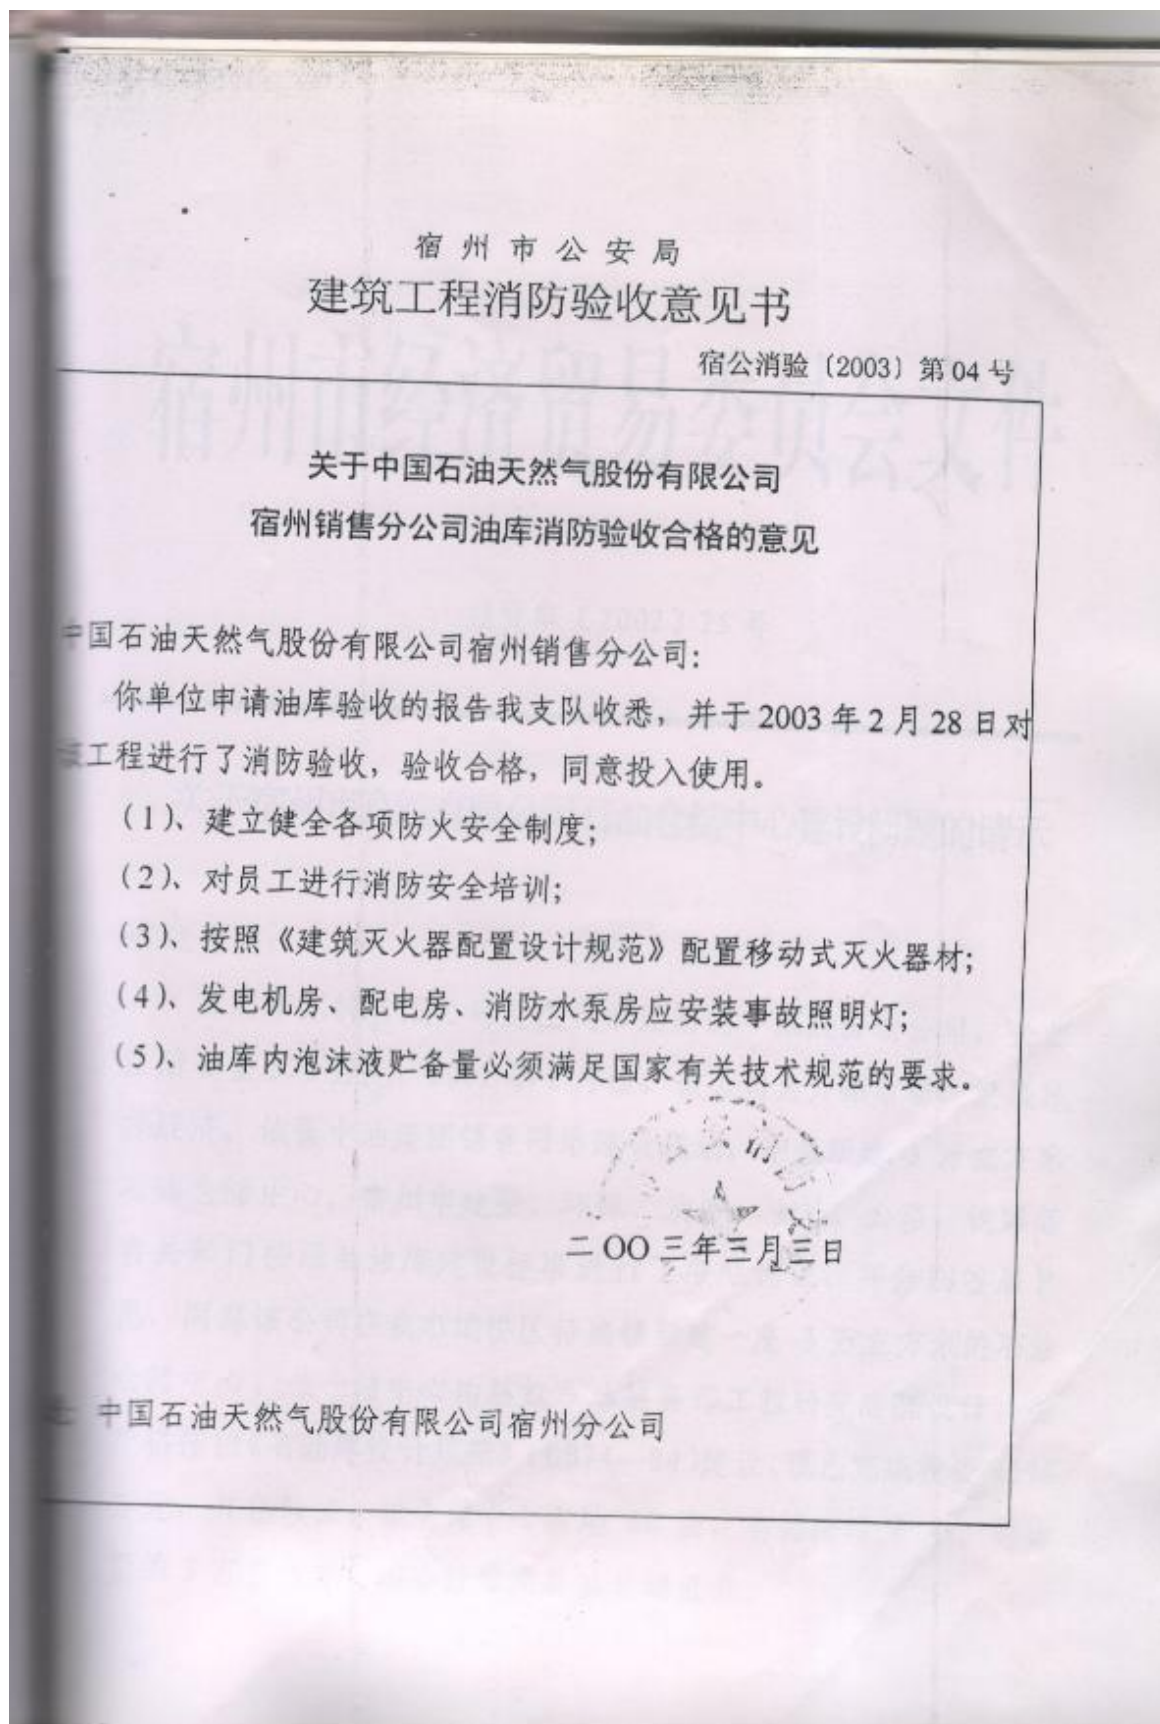 宿州市公安局
建筑工程消防验收意见书
宿公消验〔2003〕第04号
关于中国石油天然气股份有限公司
宿州销售分公司油库消防验收合格的意见
中国石油天然气股份有限公司宿州销售分公司:
你单位申请油库验收的报告我支队收悉，并于2003年2月28日对
该工程进行了消防验收，验收合格，同意投入使用。
(1)、建立健全各项防火安全制度;
(2)、对员工进行消防安全培训;
(3)、按照《建筑灭火器配置设计规范》配置移动式灭火器材;
(4)、发电机房、配电房、消防水泵房应安装事故照明灯;
(5)、油库内泡沫液贮备量必须满足国家有关技术规范的要求。
二OO三年三月三日
中国石油天然气股份有限公司宿州分公司